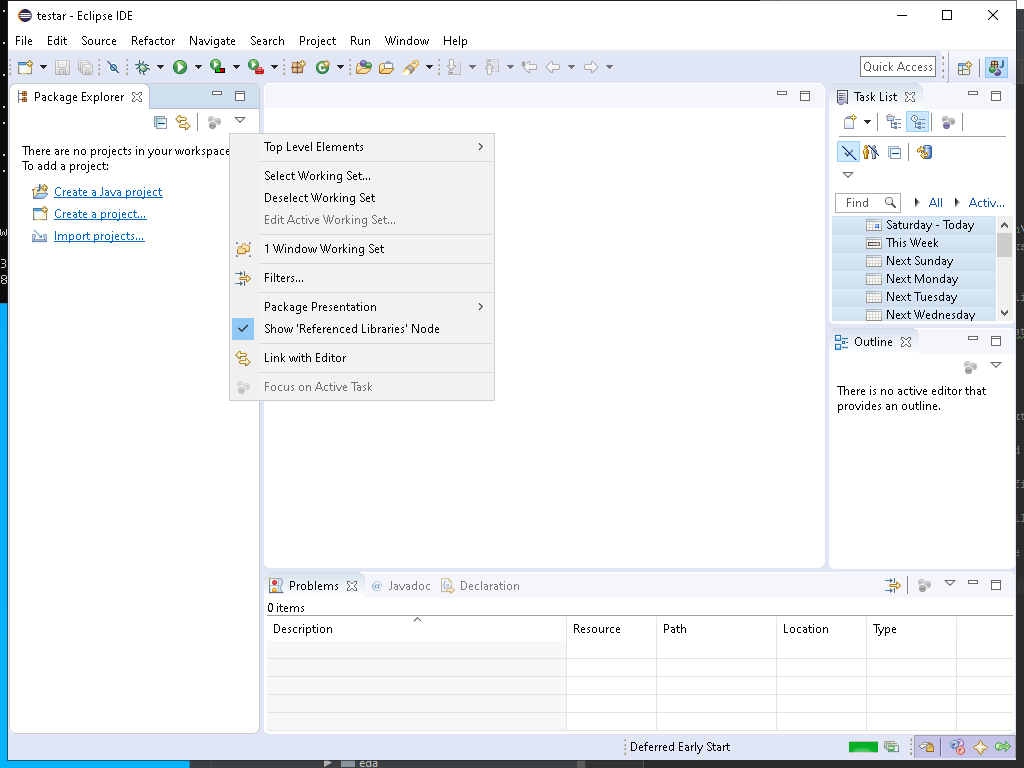 testar - Eclipse IDE
File Edit Source Refactor Navigate Search Project Run Window Help
Quick Access
Package Explorer
There are no projects in your workspace
To add a project:
Create a Java project
Create a project...
Import projects...
Top Level Elements
Select Working Set...
Deselect Working Set
Edit Active Working Set...
1 Window Working Set
Filters...
Package Presentation
Show 'Referenced Libraries' Node
Link with Editor
Focus on Active Task
Task List
Find All Activ...
Saturday - Today
This Week
Next Sunday
Next Monday
Next Tuesday
Next Wednesday
Outline
There is no active editor that
provides an outline.
Problems @ Javadoc Declaration
0 items
Description Resource Path Location Type
Deferred Early Start
eda